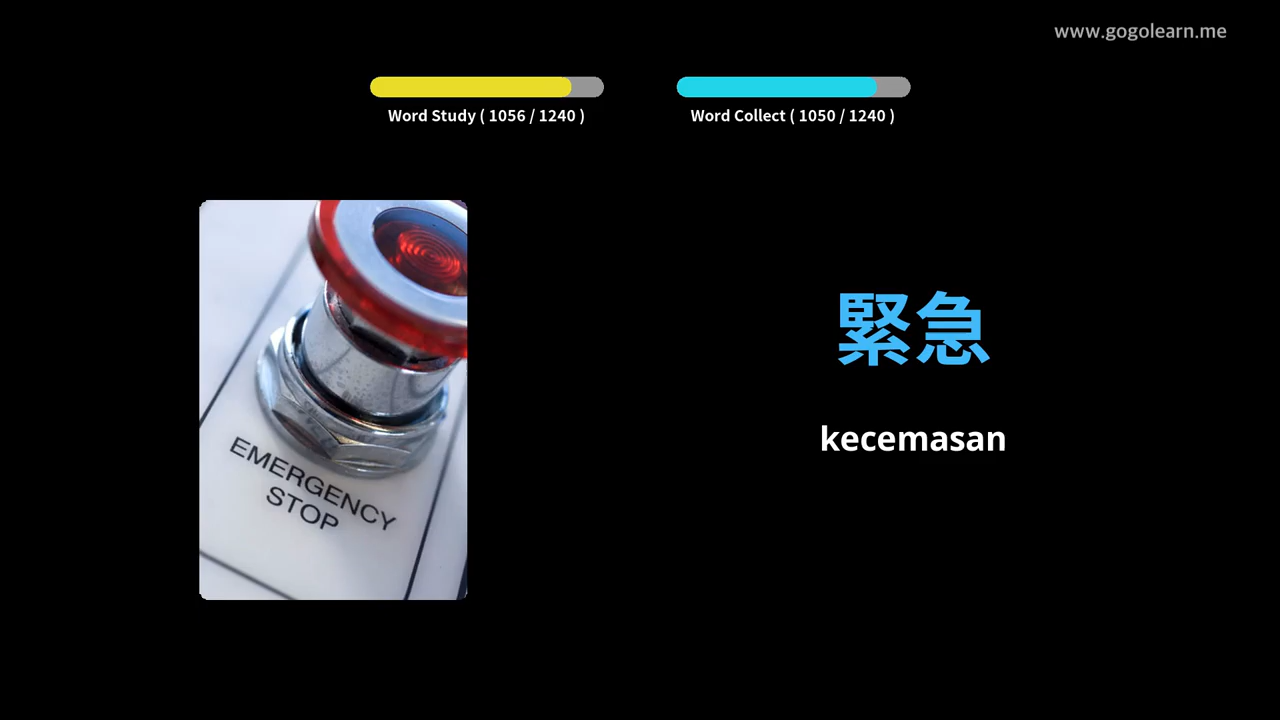 www.gogolearn.me
Word Study ( 1056 / 1240 )
Word Collect ( 1050 / 1240 )
EMERGENCY
STOP
緊急
kecemasan